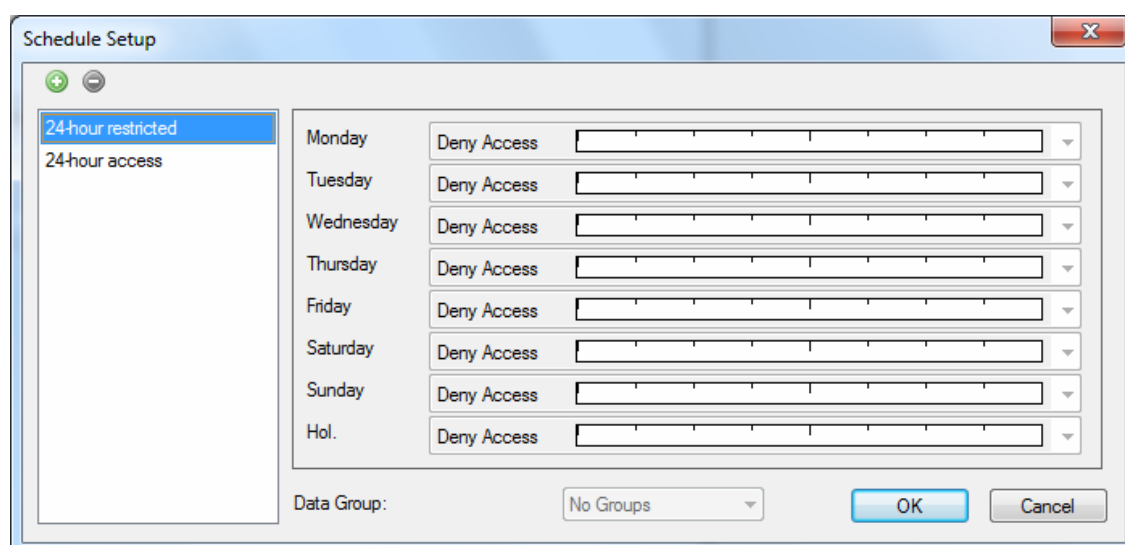 Schedule Setup
24-hour restricted
24-hour access
Monday Deny Access
Tuesday Deny Access
Wednesday Deny Access
Thursday Deny Access
Friday Deny Access
Saturday Deny Access
Sunday Deny Access
Hol. Deny Access
Data Group: No Groups OK Cancel